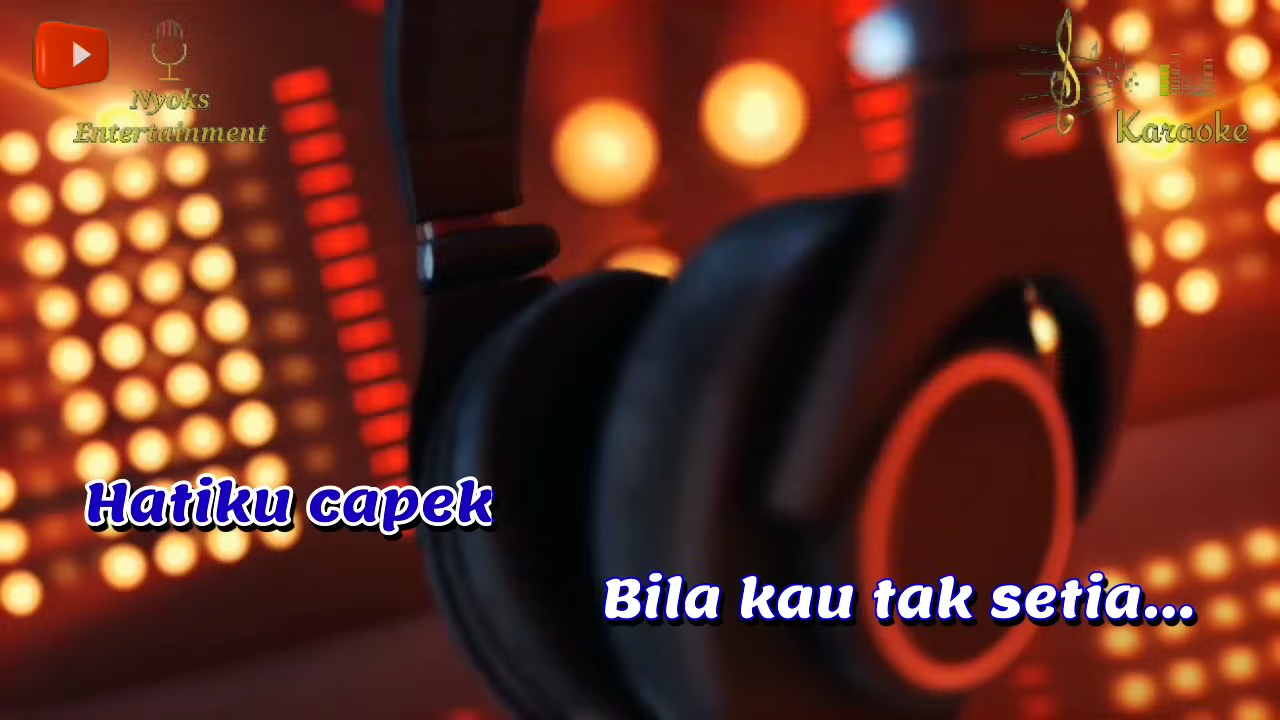 Nyoks
Entertainment
Karaoke
Hatiku capek
Bila kau tak setia...